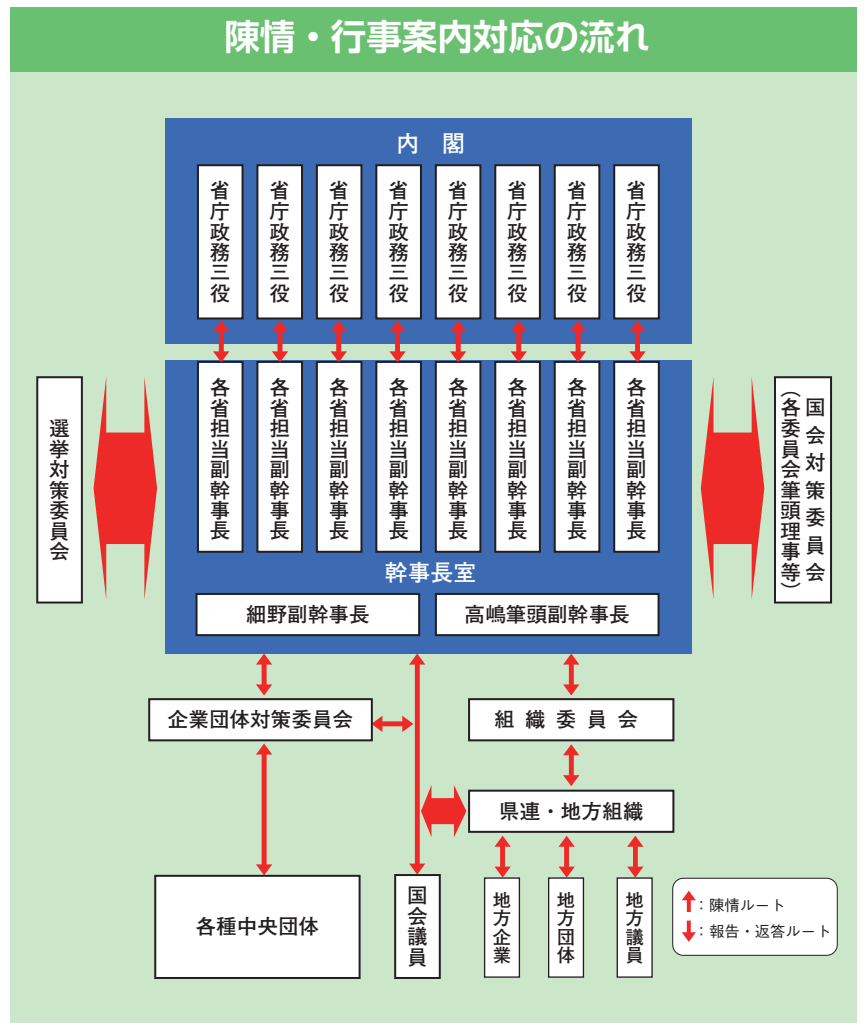 陳情・行事案内対応の流れ
内　閣
省庁政務三役
省庁政務三役
省庁政務三役
省庁政務三役
省庁政務三役
省庁政務三役
省庁政務三役
省庁政務三役
選挙対策委員会
各省担当副幹事長
各省担当副幹事長
各省担当副幹事長
各省担当副幹事長
各省担当副幹事長
各省担当副幹事長
各省担当副幹事長
各省担当副幹事長
国会対策委員会
（各委員会筆頭理事等）
幹事長室
細野副幹事長
高嶋筆頭副幹事長
企業団体対策委員会
組織委員会
県連・地方組織
各種中央団体
国会議員
地方企業
地方団体
地方議員
：陳情ルート
：報告・返答ルート